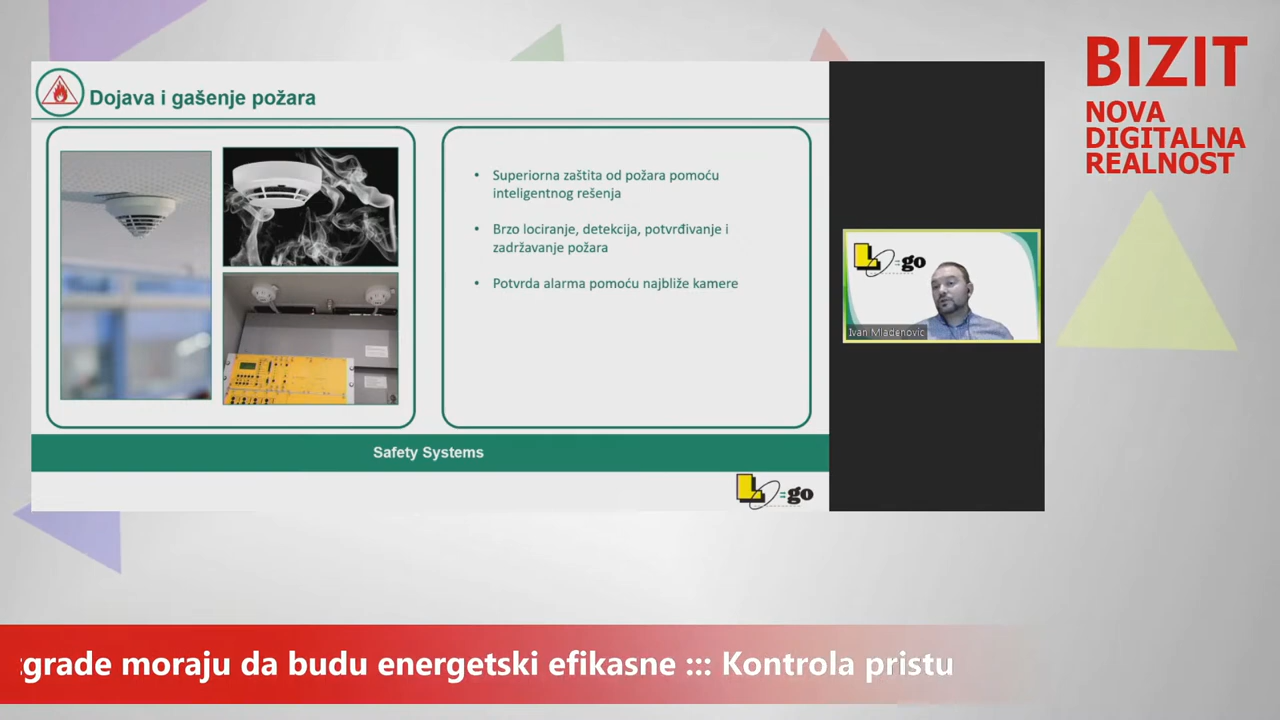 BIZIT
NOVA
DIGITALNA
REALNOST
Dojava i gašenje požara
• Superiorna zaštita od požara pomoću
inteligentnog rešenja
• Brzo lociranje, detekcija, potvrđivanje i
zadržavanje požara
• Potvrda alarma pomoću najbliže kamere
Safety Systems
L=go
L=go
Ivan Mladenovic
zgrade moraju da budu energetski efikasne ::: Kontrola pristu